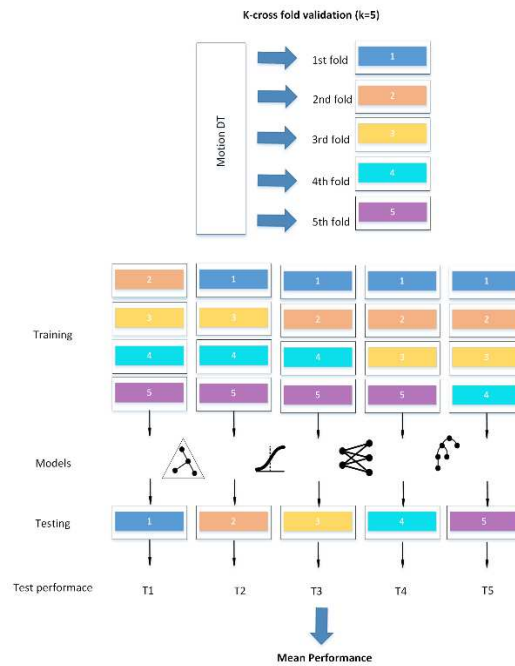 K-cross fold validation (k=5)
Motion DT
1st fold 1
2nd fold 2
3rd fold 3
4th fold 4
5th fold 5
2 1 1 1 1
3 3 2 2 2
Training
4 4 4 3 3
5 5 5 5 4
Models
Testing 1 2 3 4 5
Test performace T1 T2 T3 T4 T5
Mean Performance